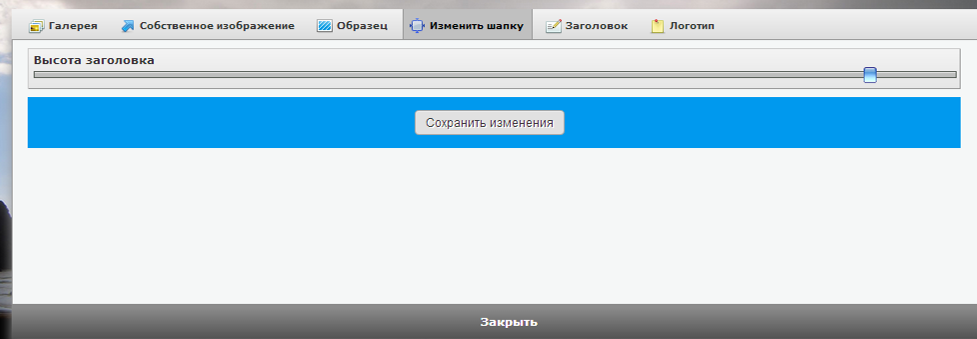 Галерея Собственное изображение Образец Изменить шапку Заголовок Логотип
Высота заголовка
Сохранить изменения
Закрыть